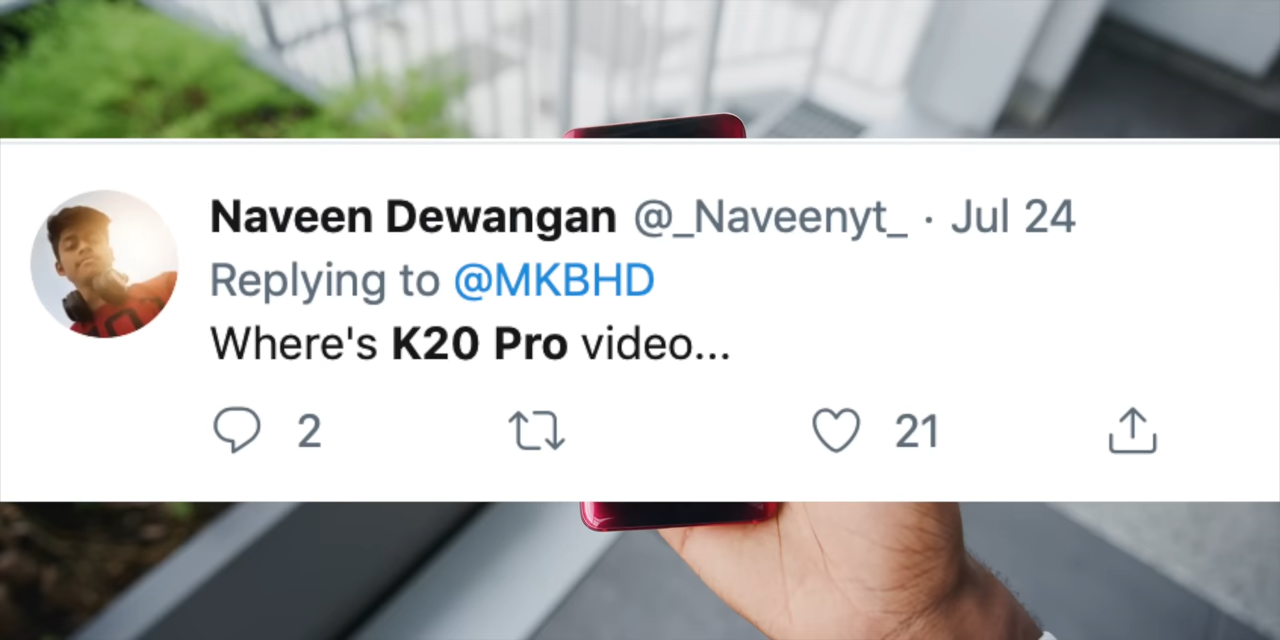 Naveen Dewangan @_Naveenyt_ · Jul 24
Replying to @MKBHD
Where's K20 Pro video...
2 21